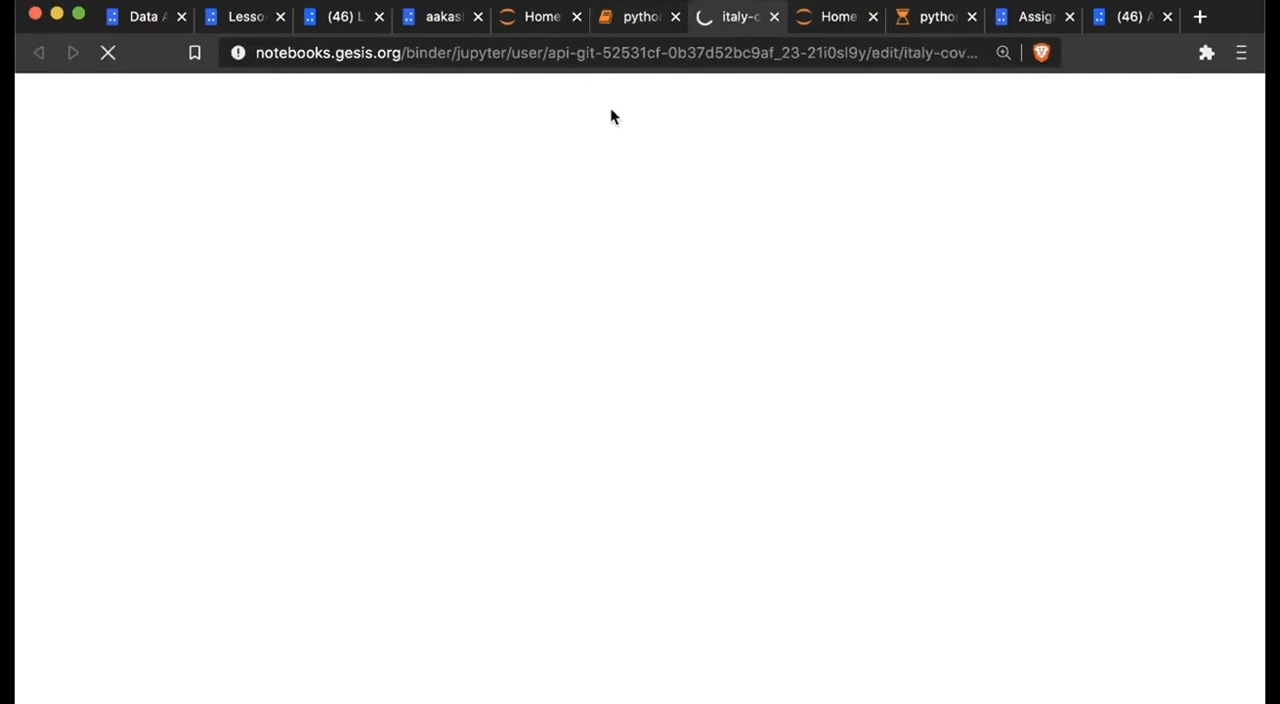 Data A Lesso (46) L aakas Home pytho italy-c Home pytho Assig (46) A
notebooks.gesis.org/binder/jupyter/user/api-git-52531cf-0b37d52bc9af_23-21i0sl9y/edit/italy-cov...